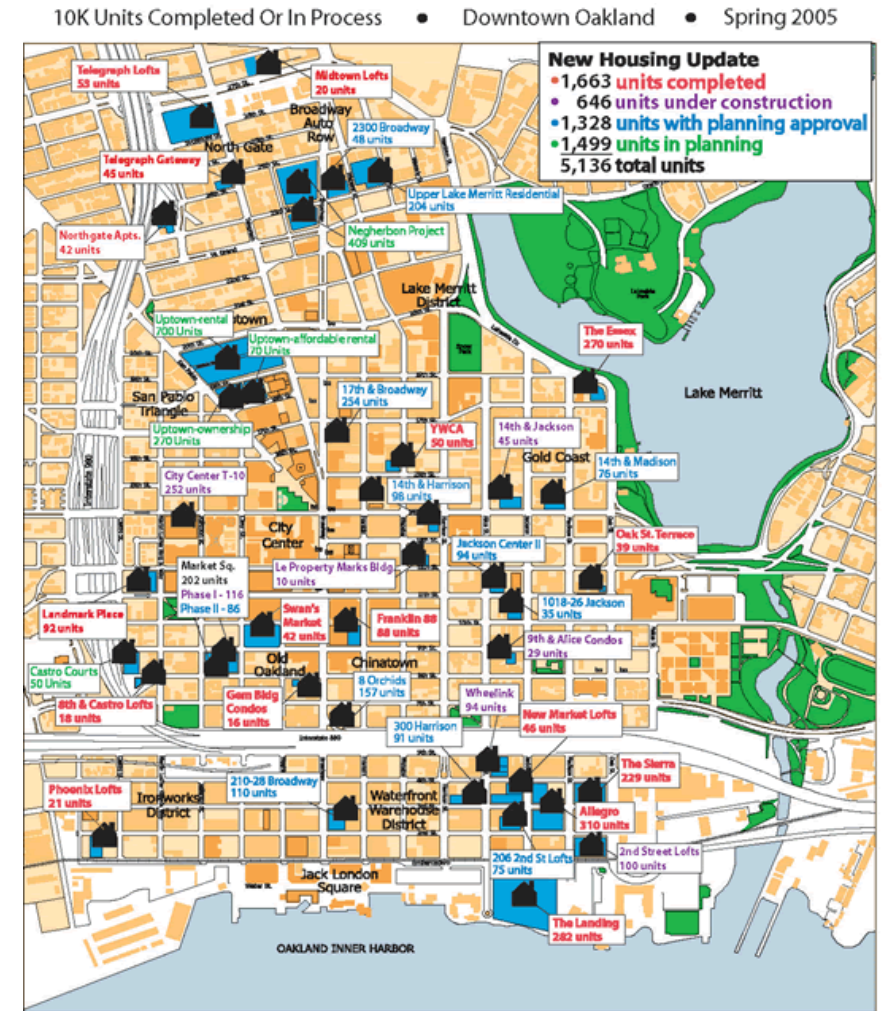 10K Units Completed Or In Process • Downtown Oakland • Spring 2005
New Housing Update
•1,663 units completed
• 646 units under construction
•1,328 units with planning approval
•1,499 units in planning
5,136 total units
Telegraph Lofts
53 units
Midtown Lofts
20 units
Broadway
Auto
Row
2300 Broadway
48 units
North Gate
Telegraph Gateway
45 units
Upper Lake Merritt Residential
204 units
Northgate Apts.
42 units
Negherbon Project
409 units
Lake Merritt
District
Uptown-rental
700 Units
town
Uptown-affordable rental
70 Units
The Essex
270 units
Lake Merritt
San Pablo
Triangle
17th & Broadway
254 units
Uptown-ownership
270 Units
YWCA
50 units
14th & Jackson
45 units
Gold Coast
City Center T-10
252 units
14th & Harrison
98 units
14th & Madison
76 units
Interstate 980
City
Center
Jackson Center II
94 units
Oak St. Terrace
39 units
Market Sq.
202 units
Phase I - 116
Phase II - 86
Le Property Marks Bldg.
10 units
Landmark Place
92 units
Swan's
Market
42 units
Franklin 88
88 units
1018-26 Jackson
35 units
9th & Alice Condos
29 units
Castro Courts
50 Units
Old
Oakland
Chinatown
8 Orchids
157 units
8th & Castro Lofts
18 units
Gem Bldg
Condos
16 units
Wheelink
94 units
New Market Lofts
46 units
300 Harrison
91 units
Interstate 880
The Sierra
229 units
Phoenix Lofts
21 units
Ironworks
District
210-28 Broadway
110 units
Waterfront
Warehouse
District
Allegro
310 units
206 2nd St Lofts
75 units
2nd Street Lofts
100 units
Jack London
Square
The Landing
282 units
OAKLAND INNER HARBOR